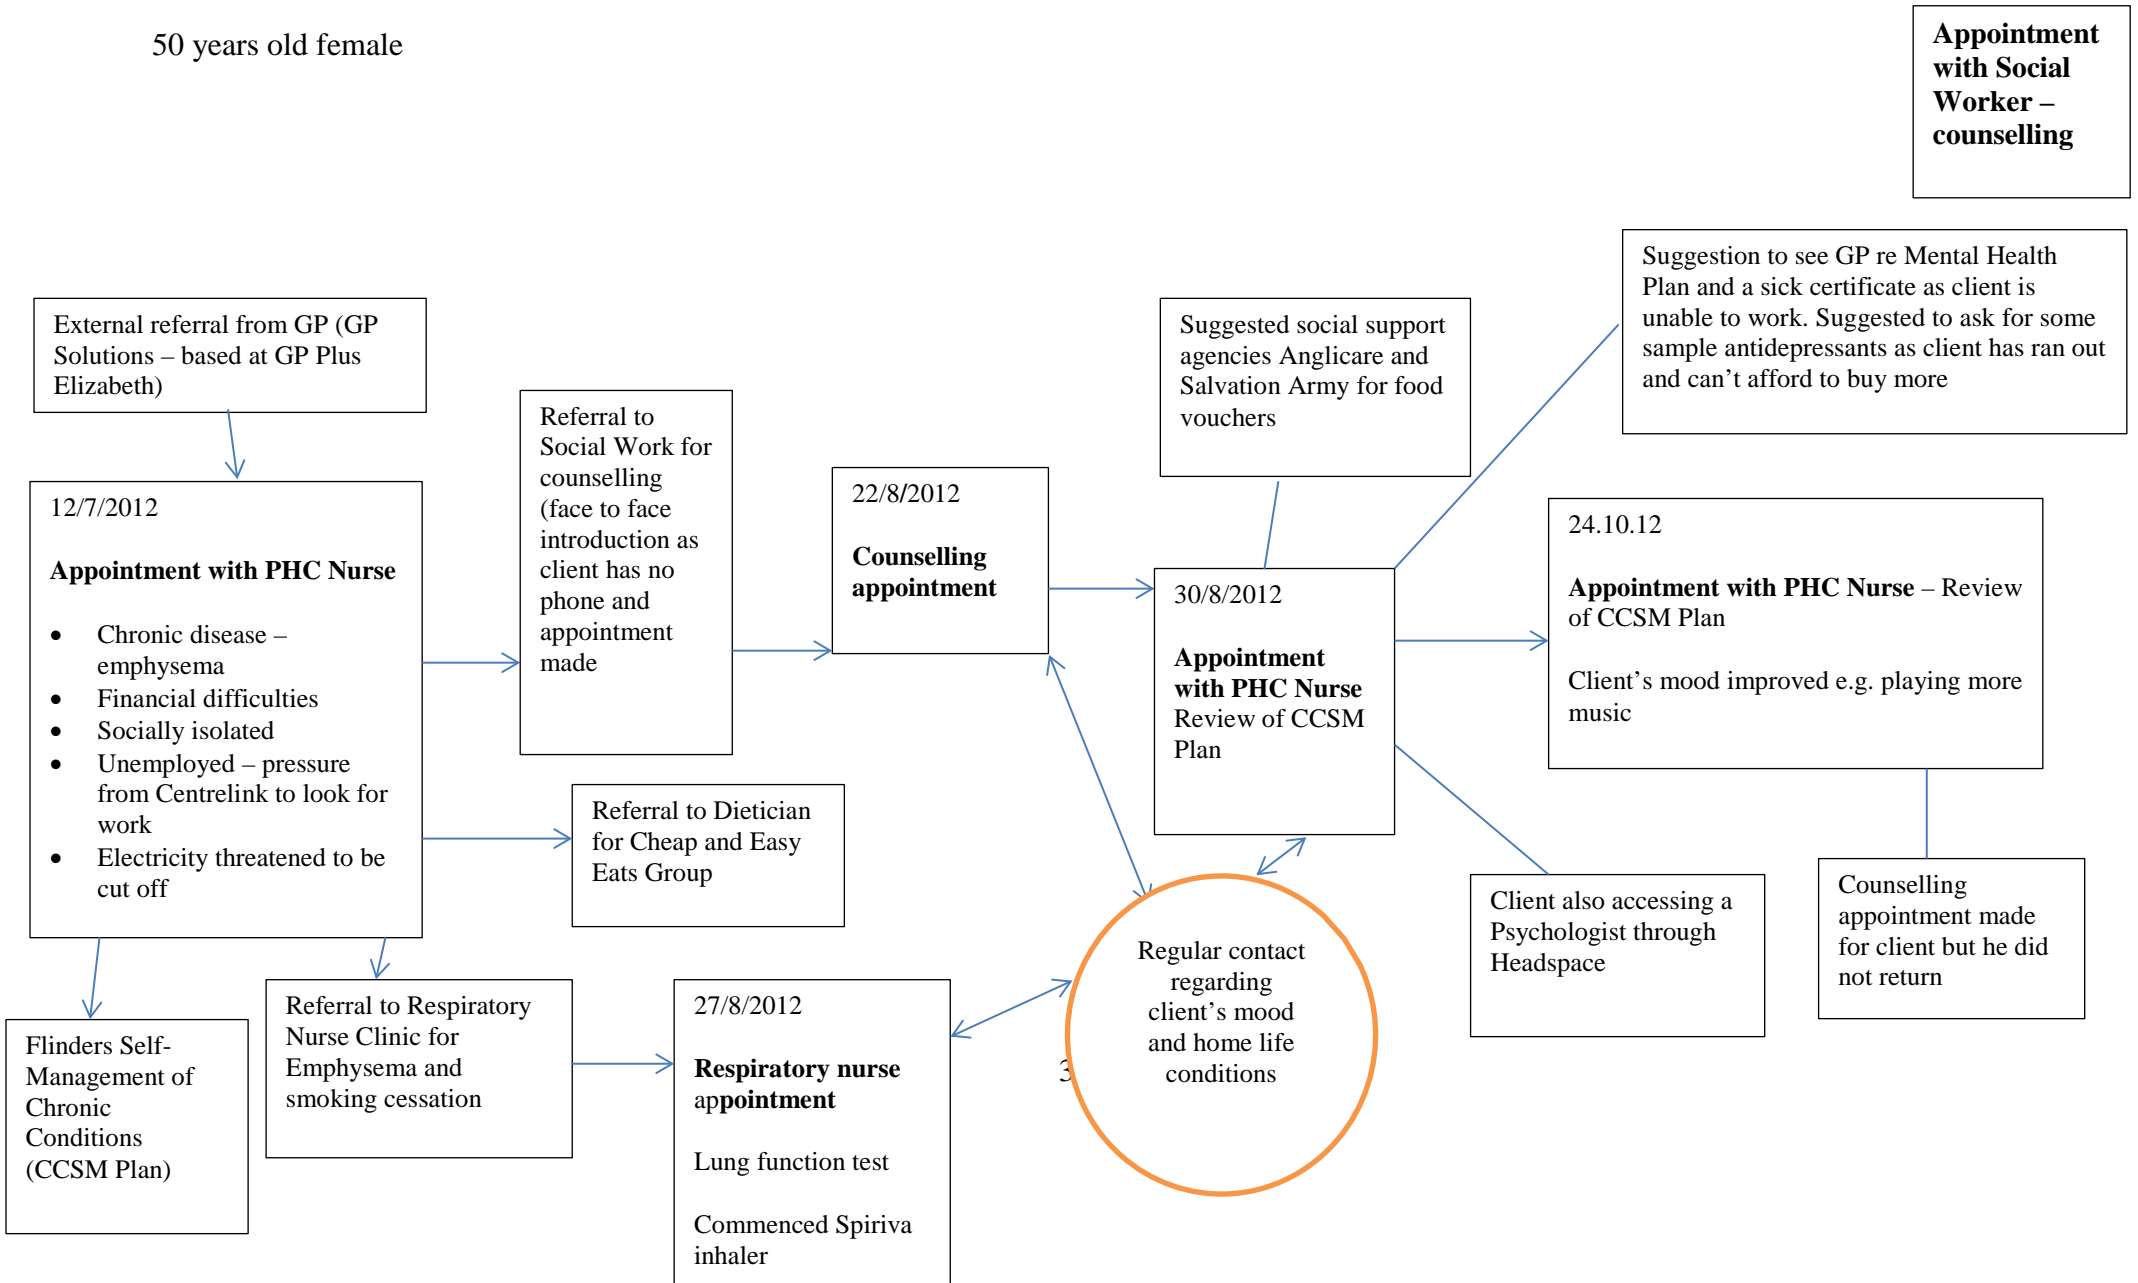 50 years old female
Appointment
with Social
Worker –
counselling
External referral from GP (GP
Solutions – based at GP Plus
Elizabeth)
12/7/2012
Appointment with PHC Nurse
• Chronic disease –
emphysema
• Financial difficulties
• Socially isolated
• Unemployed – pressure
from Centrelink to look for
work
• Electricity threatened to be
cut off
Flinders Self-
Management of
Chronic
Conditions
(CCSM Plan)
Referral to Respiratory
Nurse Clinic for
Emphysema and
smoking cessation
Referral to
Social Work for
counselling
(face to face
introduction as
client has no
phone and
appointment
made
Referral to Dietician
for Cheap and Easy
Eats Group
27/8/2012
Respiratory nurse
appointment
Lung function test
Commenced Spiriva
inhaler
22/8/2012
Counselling
appointment
3
Regular contact
regarding
client’s mood
and home life
conditions
Suggested social support
agencies Anglicare and
Salvation Army for food
vouchers
30/8/2012
Appointment
with PHC Nurse
Review of CCSM
Plan
Suggestion to see GP re Mental Health
Plan and a sick certificate as client is
unable to work. Suggested to ask for some
sample antidepressants as client has ran out
and can’t afford to buy more
24.10.12
Appointment with PHC Nurse – Review
of CCSM Plan
Client’s mood improved e.g. playing more
music
Client also accessing a
Psychologist through
Headspace
Counselling
appointment made
for client but he did
not return